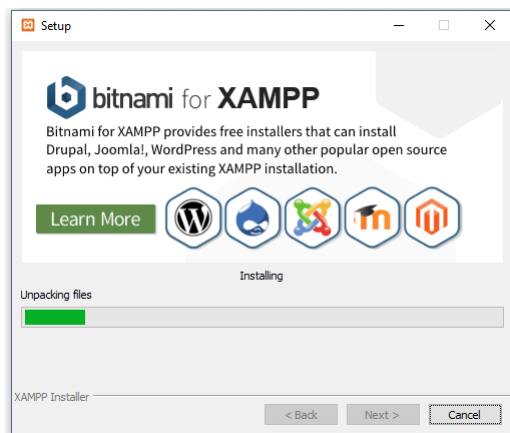 Setup
bitnami for XAMPP
Bitnami for XAMPP provides free installers that can install
Drupal, Joomla!, WordPress and many other popular open source
apps on top of your existing XAMPP installation.
Learn More
Installing
Unpacking files
XAMPP Installer
< Back
Next >
Cancel